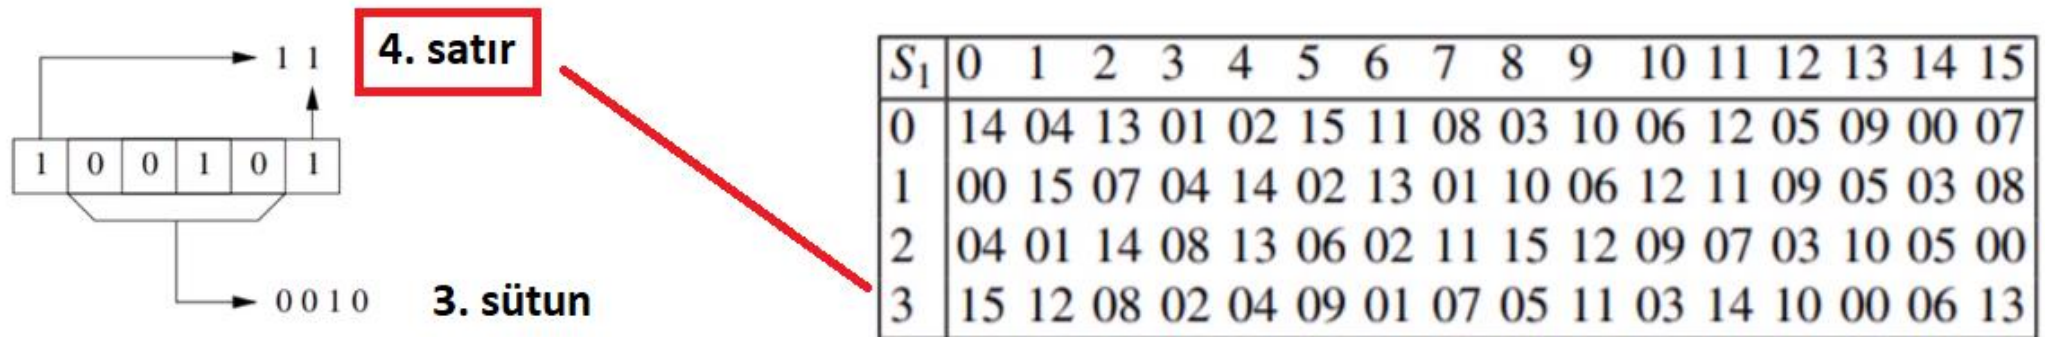 1 1
4. satır
1 0 0 1 0 1
0 0 1 0
3. sütun
S1 0 1 2 3 4 5 6 7 8 9 10 11 12 13 14 15
0 14 04 13 01 02 15 11 08 03 10 06 12 05 09 00 07
1 00 15 07 04 14 02 13 01 10 06 12 11 09 05 03 08
2 04 01 14 08 13 06 02 11 15 12 09 07 03 10 05 00
3 15 12 08 02 04 09 01 07 05 11 03 14 10 00 06 13